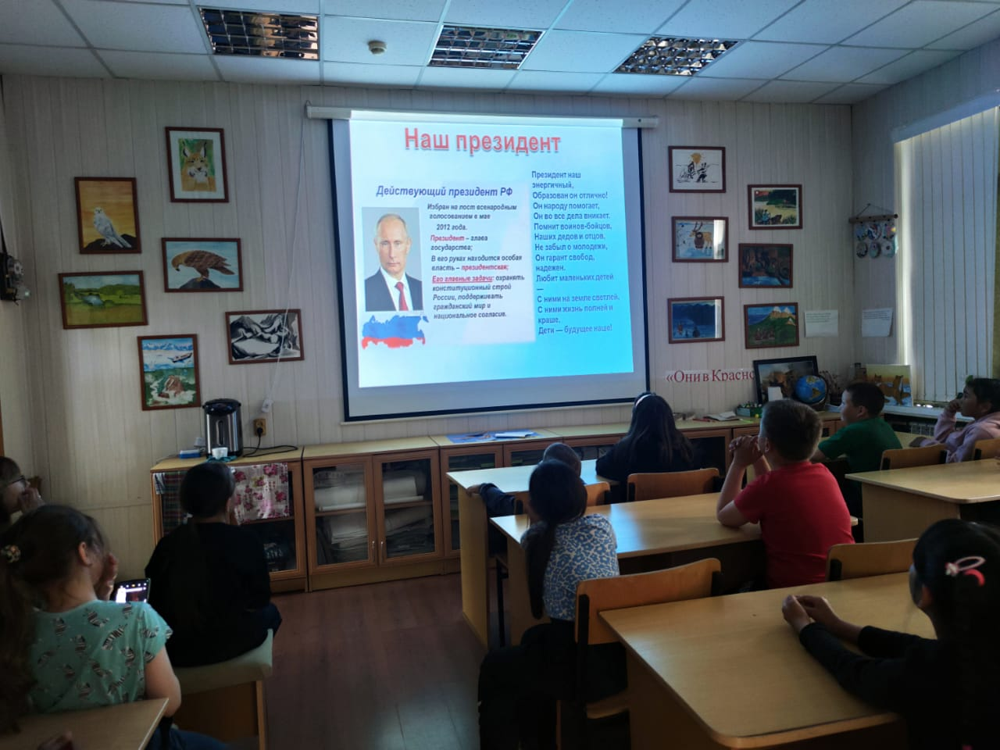 Наш президент
Действующий президент РФ
Избран на пост всенародным
голосованием в мае
2012 года.
Президент – глава
государства;
В его руках находится особая
власть – президентская;
Его главные задачи: охранять
конституционный строй
России, поддерживать
гражданский мир и
национальное согласие.
Президент наш
энергичный,
Образован он отлично!
Он народу помогает,
Он во все дела вникает.
Помнит воинов-бойцов,
Наших дедов и отцов.
Не забыл о молодежи,
Он гарант свобод,
надежен.
Любит маленьких детей
—
С ними на земле светлей,
С ними жизнь полней и
краше,
Дети — будущее наше!
«Они в Красно